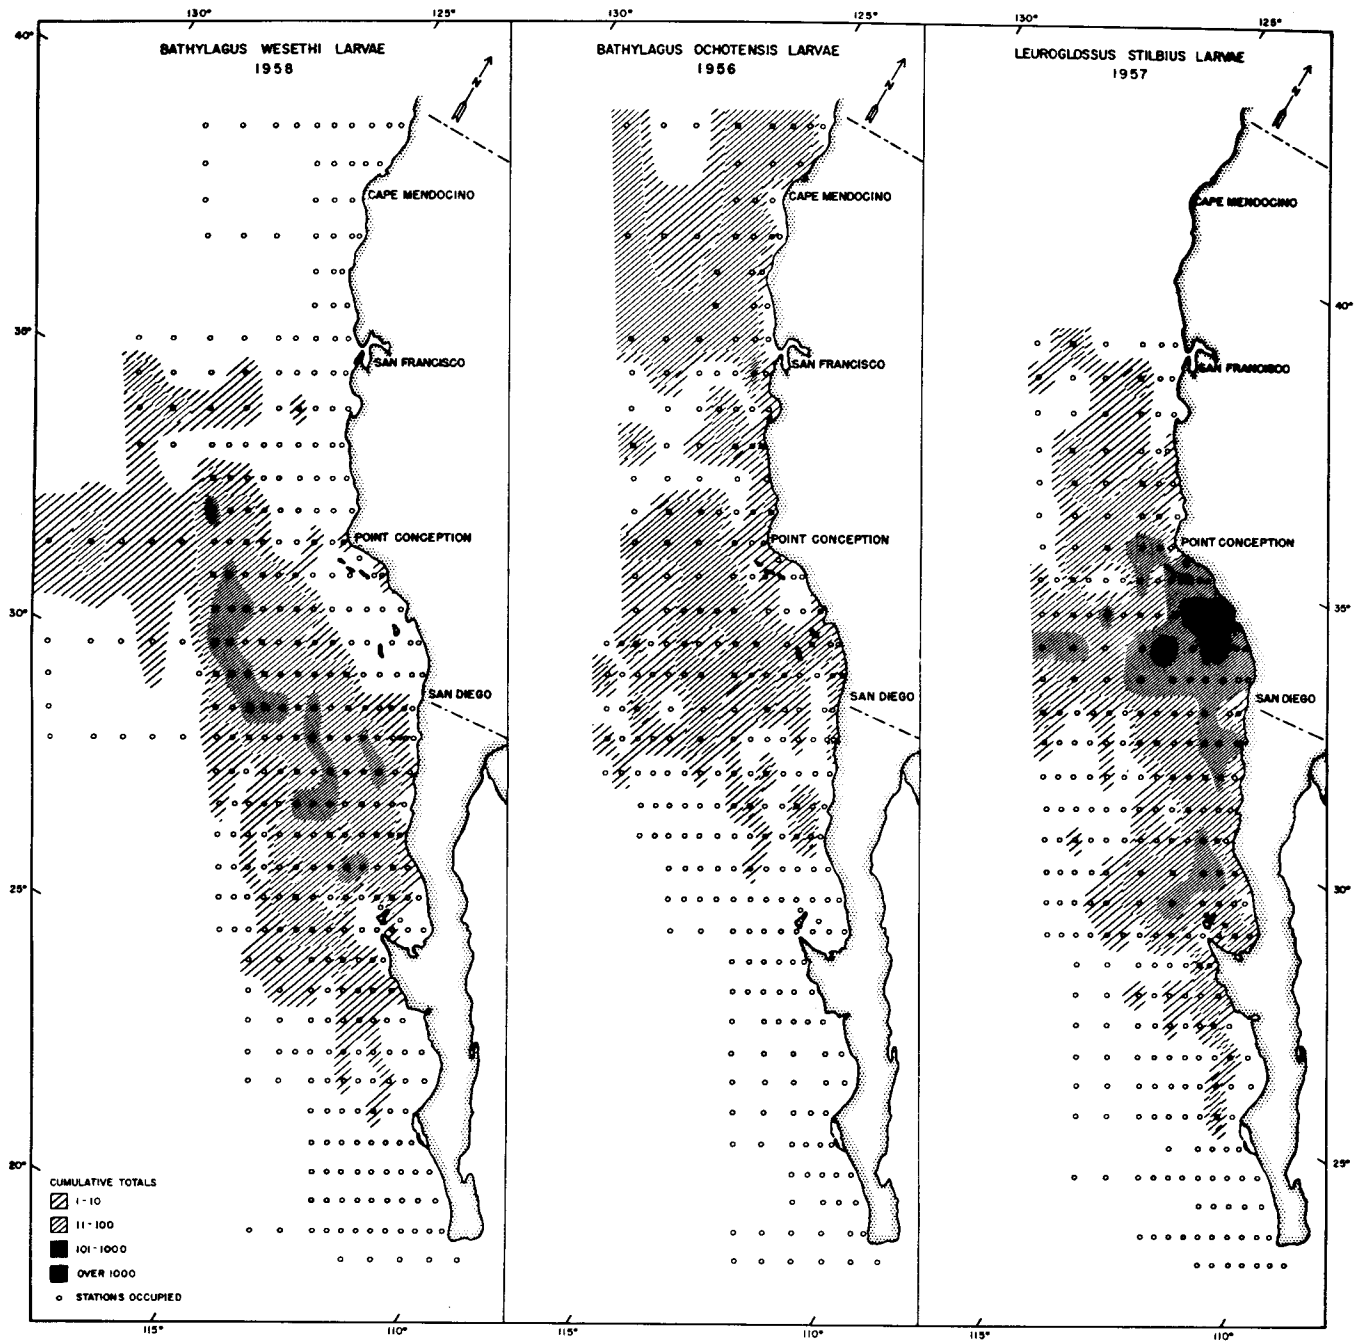 130° 125° 130° 125° 130° 125°
40°
BATHYLAGUS WESETHI LARVAE
1958
N
CAPE MENDOCINO
35°
SAN FRANCISCO
POINT CONCEPTION
30°
SAN DIEGO
25°
20°
CUMULATIVE TOTALS
1-10
11-100
101-1000
OVER 1000
STATIONS OCCUPIED
BATHYLAGUS OCHOTENSIS LARVAE
1956
N
CAPE MENDOCINO
SAN FRANCISCO
POINT CONCEPTION
SAN DIEGO
LEUROGLOSSUS STILBIUS LARVAE
1957
N
CAPE MENDOCINO
40°
SAN FRANCISCO
POINT CONCEPTION
35°
SAN DIEGO
30°
25°
115° 110° 115° 110° 115° 110°